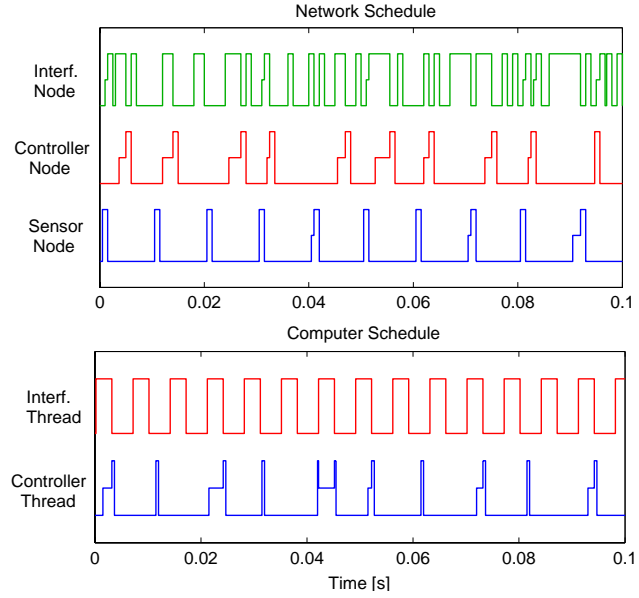 Network Schedule
Interf.
Node
Controller
Node
Sensor
Node
0
0.02
0.04
0.06
0.08
0.1
Computer Schedule
Interf.
Thread
Controller
Thread
0
0.02
0.04
0.06
0.08
0.1
Time [s]